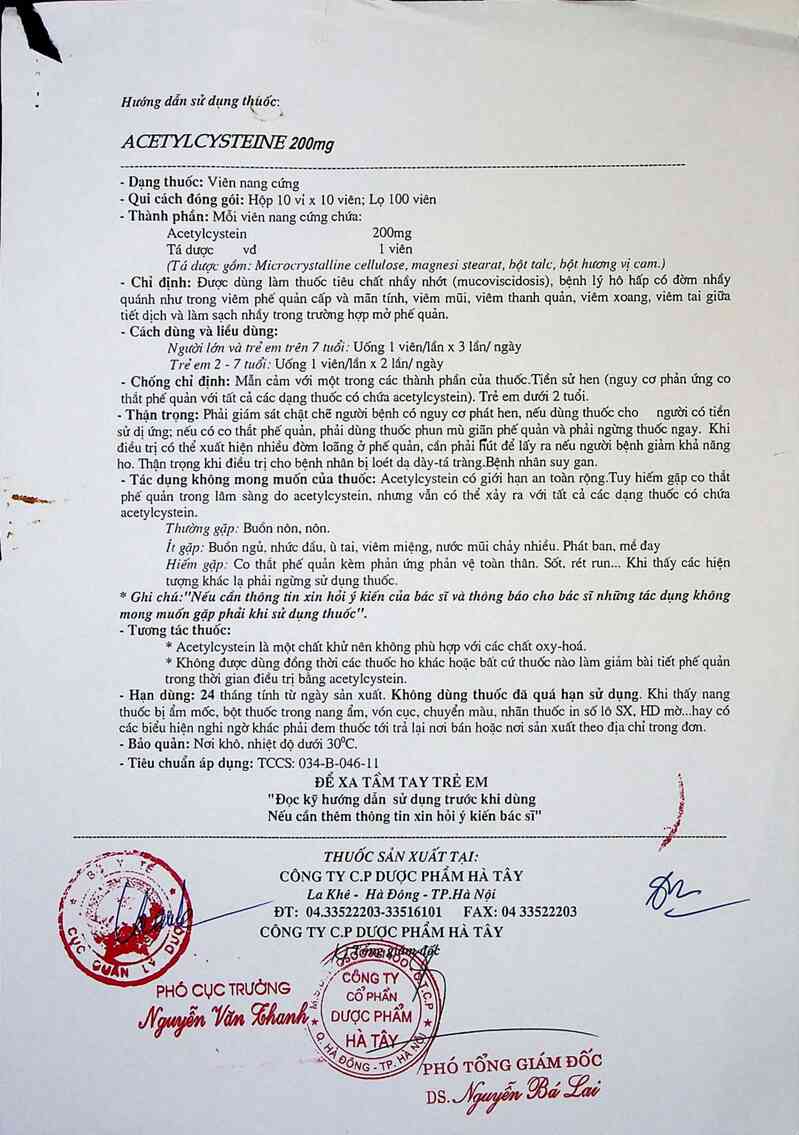 Hướng dẫn sử dụng thuốc:
ACETYLCYSTEINE 200mg
- Dạng thuốc: Viên nang cứng
- Qui cách đóng gói: Hộp 10 vỉ x 10 viên; Lọ 100 viên
- Thành phần: Mỗi viên nang cứng chứa:
Acetylcystein 200mg
Tá dược vđ 1 viên
(Tá dược gồm: Microcrystalline cellulose, magnesi stearat, bột talc, bột hương vị cam.)
- Chỉ định: Được dùng làm thuốc tiêu chất nhầy nhớt (mucoviscidosis), bệnh lý hô hấp có đờm nhầy
quánh như trong viêm phế quản cấp và mãn tính, viêm mũi, viêm thanh quản, viêm xoang, viêm tai giữa
tiết dịch và làm sạch nhầy trong trường hợp mở phế quản.
- Cách dùng và liều dùng:
Người lớn và trẻ em trên 7 tuổi: Uống 1 viên/lần x 3 lần/ ngày
Trẻ em 2 - 7 tuổi: Uống 1 viên/lần x 2 lần/ ngày
- Chống chỉ định: Mẫn cảm với một trong các thành phần của thuốc.Tiền sử hen (nguy cơ phản ứng co
thắt phế quản với tất cả các dạng thuốc có chứa acetylcystein). Trẻ em dưới 2 tuổi.
- Thận trọng: Phải giám sát chặt chẽ người bệnh có nguy cơ phát hen, nếu dùng thuốc cho người có tiền
sử dị ứng; nếu có co thắt phế quản, phải dùng thuốc phun mù giãn phế quản và phải ngừng thuốc ngay. Khi
điều trị có thể xuất hiện nhiều đờm loãng ở phế quản, cần phải hút để lấy ra nếu người bệnh giảm khả năng
ho. Thận trọng khi điều trị cho bệnh nhân bị loét dạ dày-tá tràng.Bệnh nhân suy gan.
- Tác dụng không mong muốn của thuốc: Acetylcystein có giới hạn an toàn rộng.Tuy hiếm gặp co thắt
phế quản trong lâm sàng do acetylcystein, nhưng vẫn có thể xảy ra với tất cả các dạng thuốc có chứa
acetylcystein.
Thường gặp: Buồn nôn, nôn.
Ít gặp: Buồn ngủ, nhức đầu, ù tai, viêm miệng, nước mũi chảy nhiều. Phát ban, mề đay
Hiếm gặp: Co thắt phế quản kèm phản ứng phản vệ toàn thân. Sốt, rét run... Khi thấy các hiện
tượng khác lạ phải ngừng sử dụng thuốc.
* Ghi chú:"Nếu cần thông tin xin hỏi ý kiến của bác sĩ và thông báo cho bác sĩ những tác dụng không
mong muốn gặp phải khi sử dụng thuốc".
- Tương tác thuốc:
* Acetylcystein là một chất khử nên không phù hợp với các chất oxy-hoá.
* Không được dùng đồng thời các thuốc ho khác hoặc bất cứ thuốc nào làm giảm bài tiết phế quản
trong thời gian điều trị bằng acetylcystein.
- Hạn dùng: 24 tháng tính từ ngày sản xuất. Không dùng thuốc đã quá hạn sử dụng. Khi thấy nang
thuốc bị ẩm mốc, bột thuốc trong nang ẩm, vón cục, chuyển màu, nhãn thuốc in số lô SX, HD mờ...hay có
các biểu hiện nghi ngờ khác phải đem thuốc tới trả lại nơi bán hoặc nơi sản xuất theo địa chỉ trong đơn.
- Bảo quản: Nơi khô, nhiệt độ dưới 30⁰C.
- Tiêu chuẩn áp dụng: TCCS: 034-B-046-11
ĐỂ XA TẦM TAY TRẺ EM
"Đọc kỹ hướng dẫn sử dụng trước khi dùng
Nếu cần thêm thông tin xin hỏi ý kiến bác sĩ"
THUỐC SẢN XUẤT TẠI:
CÔNG TY C.P DƯỢC PHẨM HÀ TÂY
La Khê - Hà Đông - TP.Hà Nội
ĐT: 04.33522203-33516101 FAX: 04 33522203
CÔNG TY C.P DƯỢC PHẨM HÀ TÂY
BỘ Y TẾ
CỤC QUẢN LÝ DƯỢC
PHÓ CỤC TRƯỞNG
Nguyễn Văn Thanh
CÔNG TY
CỔ PHẦN
DƯỢC PHẨM
HÀ TÂY
Q. HÀ ĐÔNG - TP. HÀ NỘI
PHÓ TỔNG GIÁM ĐỐC
DS. Nguyễn Bá Lai